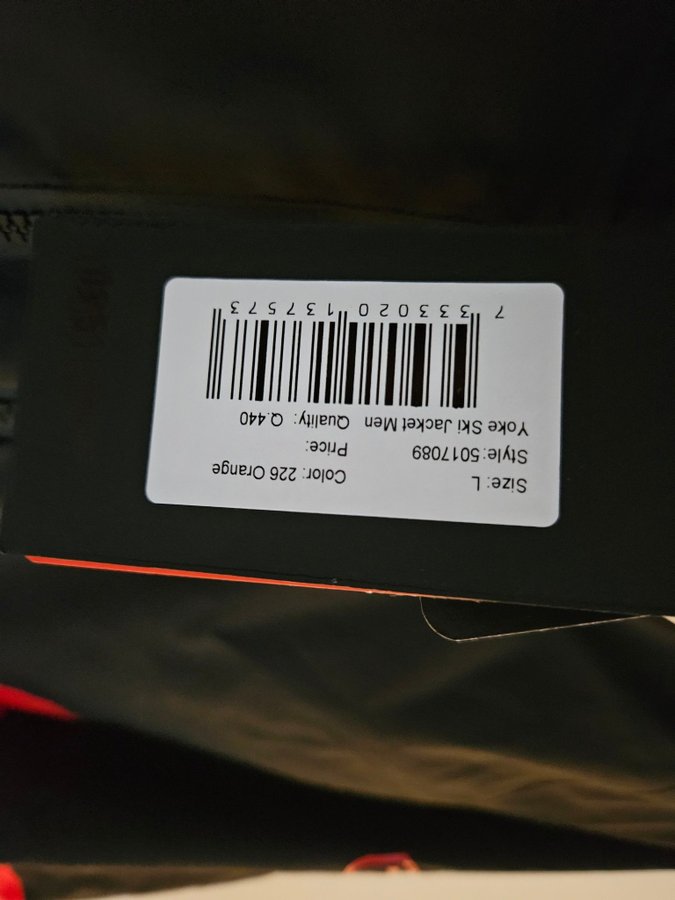 Size: L Color: 226 Orange
Style: 5017089 Price:
Yoke Ski Jacket Men Quality: Q.440
7 333020 137573